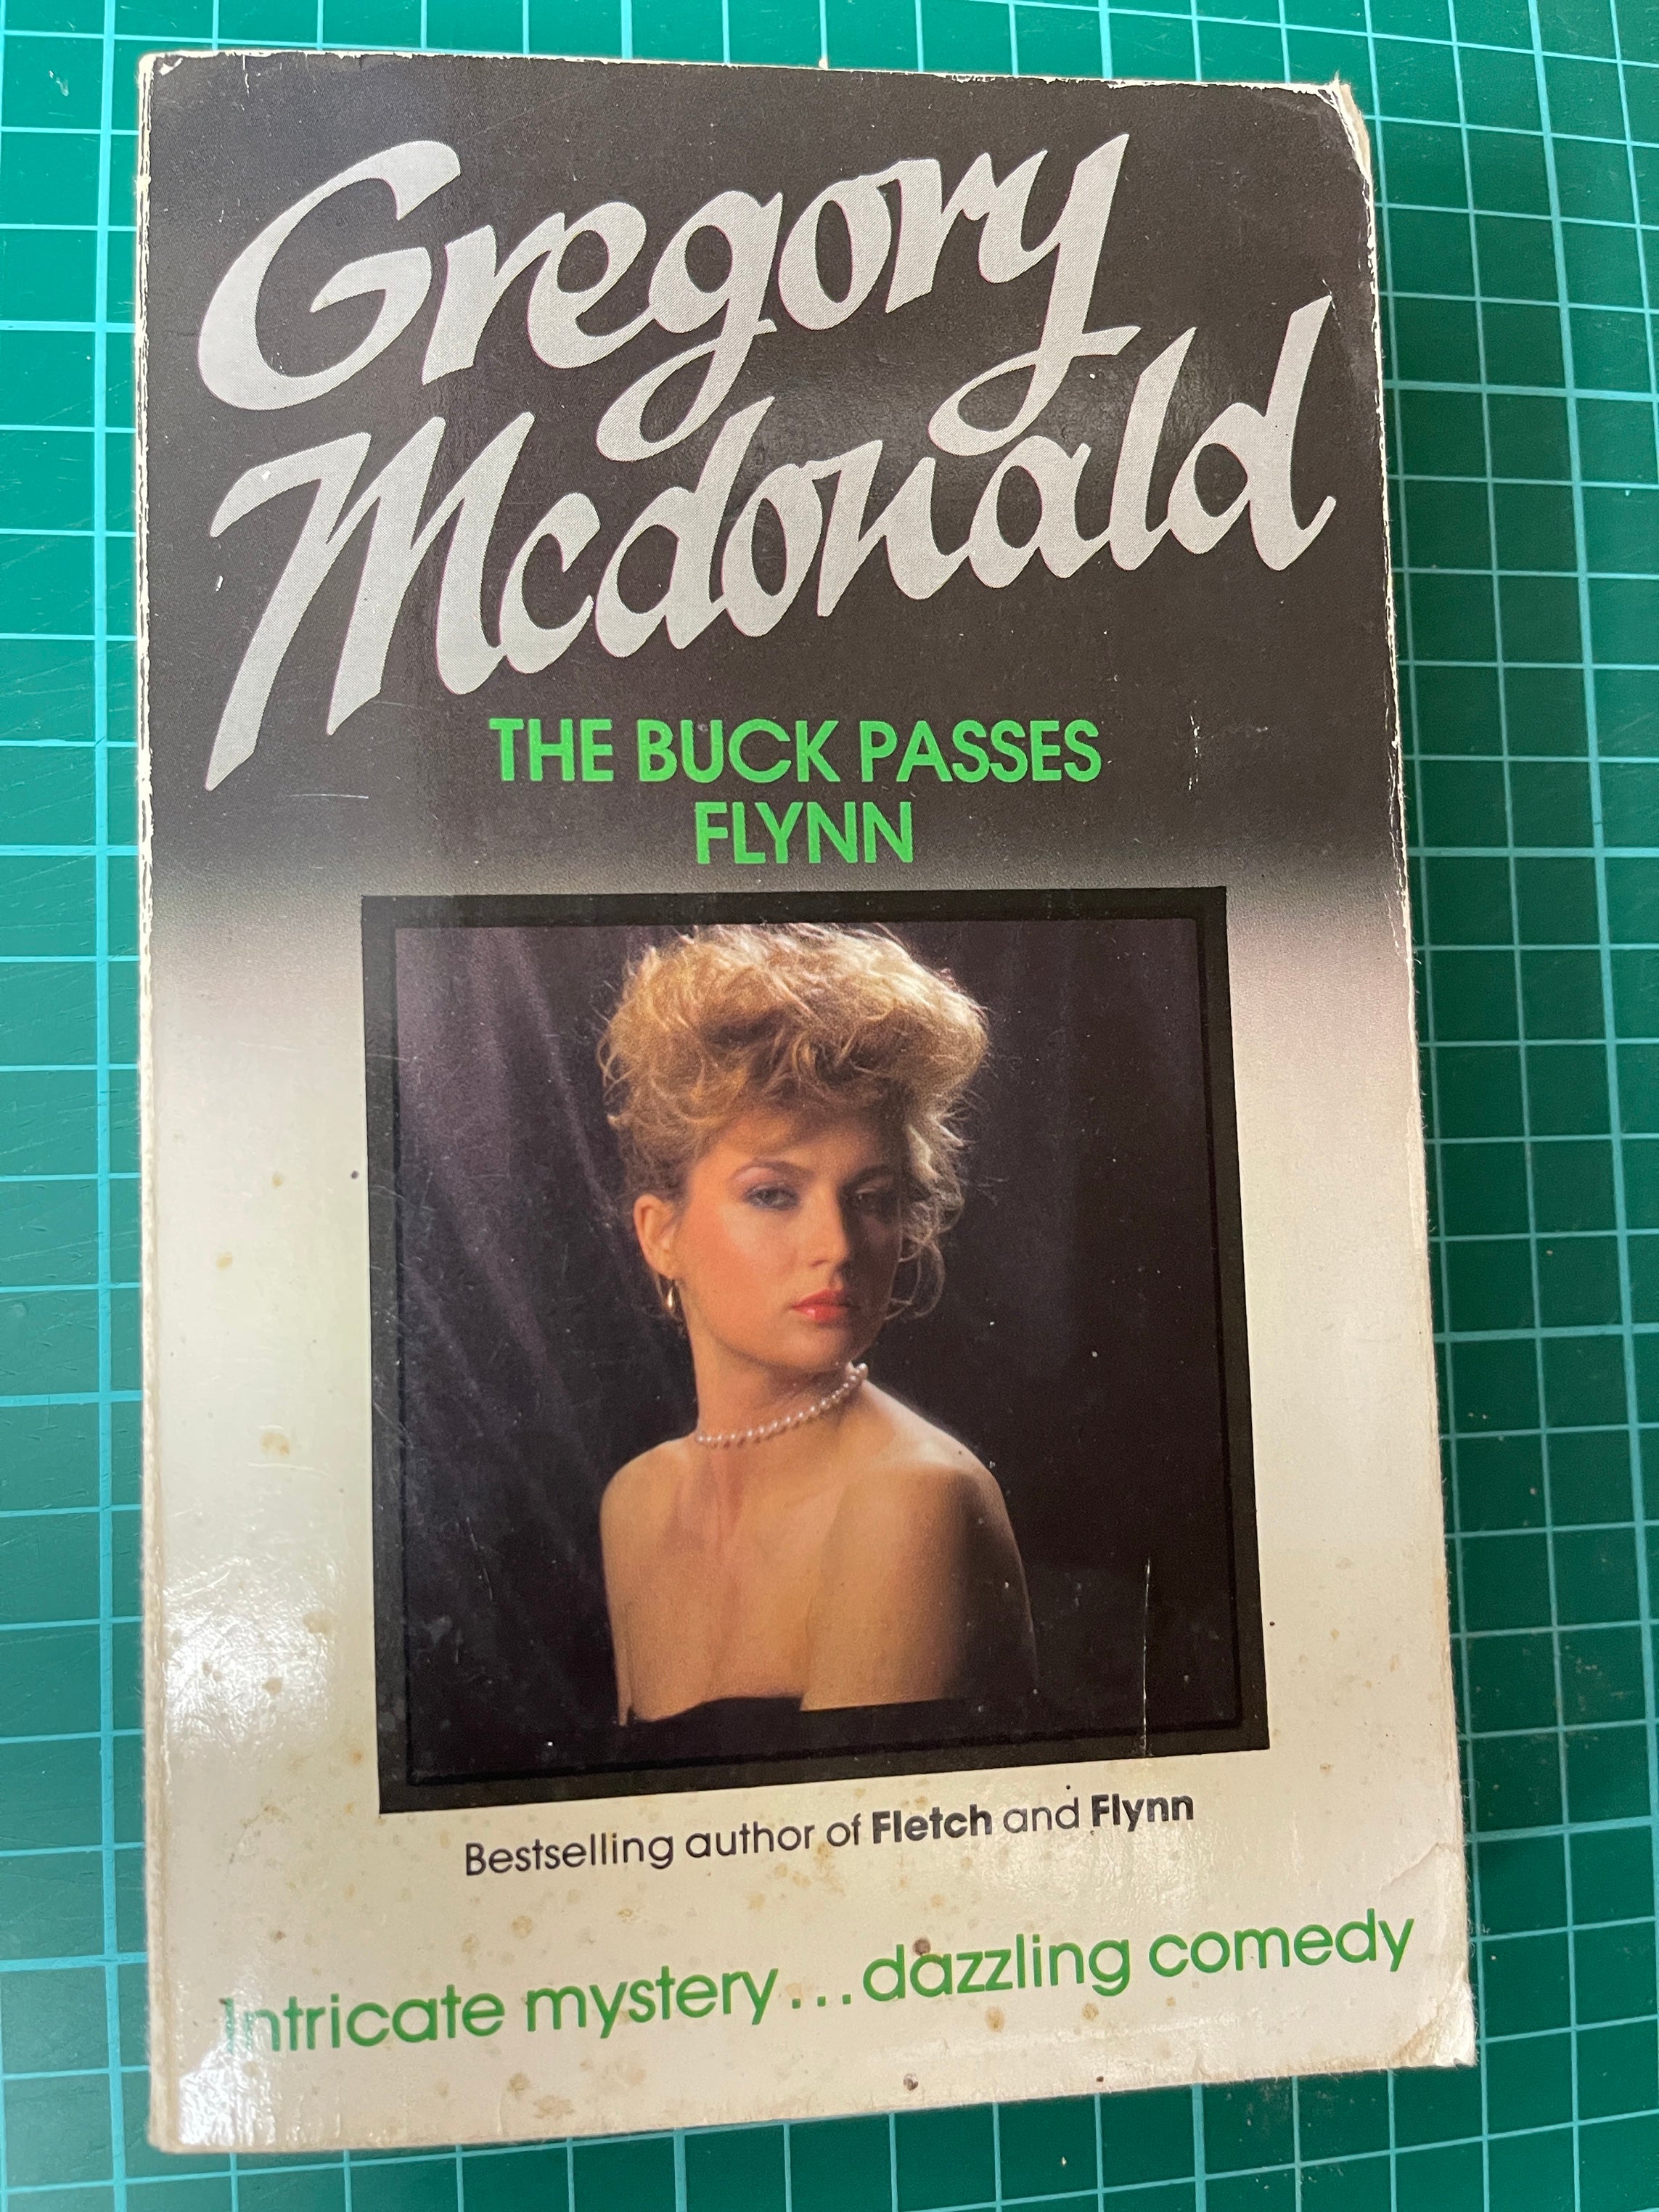 Gregory
Mcdonald
THE BUCK PASSES
FLYNN
Bestselling author of Fletch and Flynn
Intricate mystery...dazzling comedy